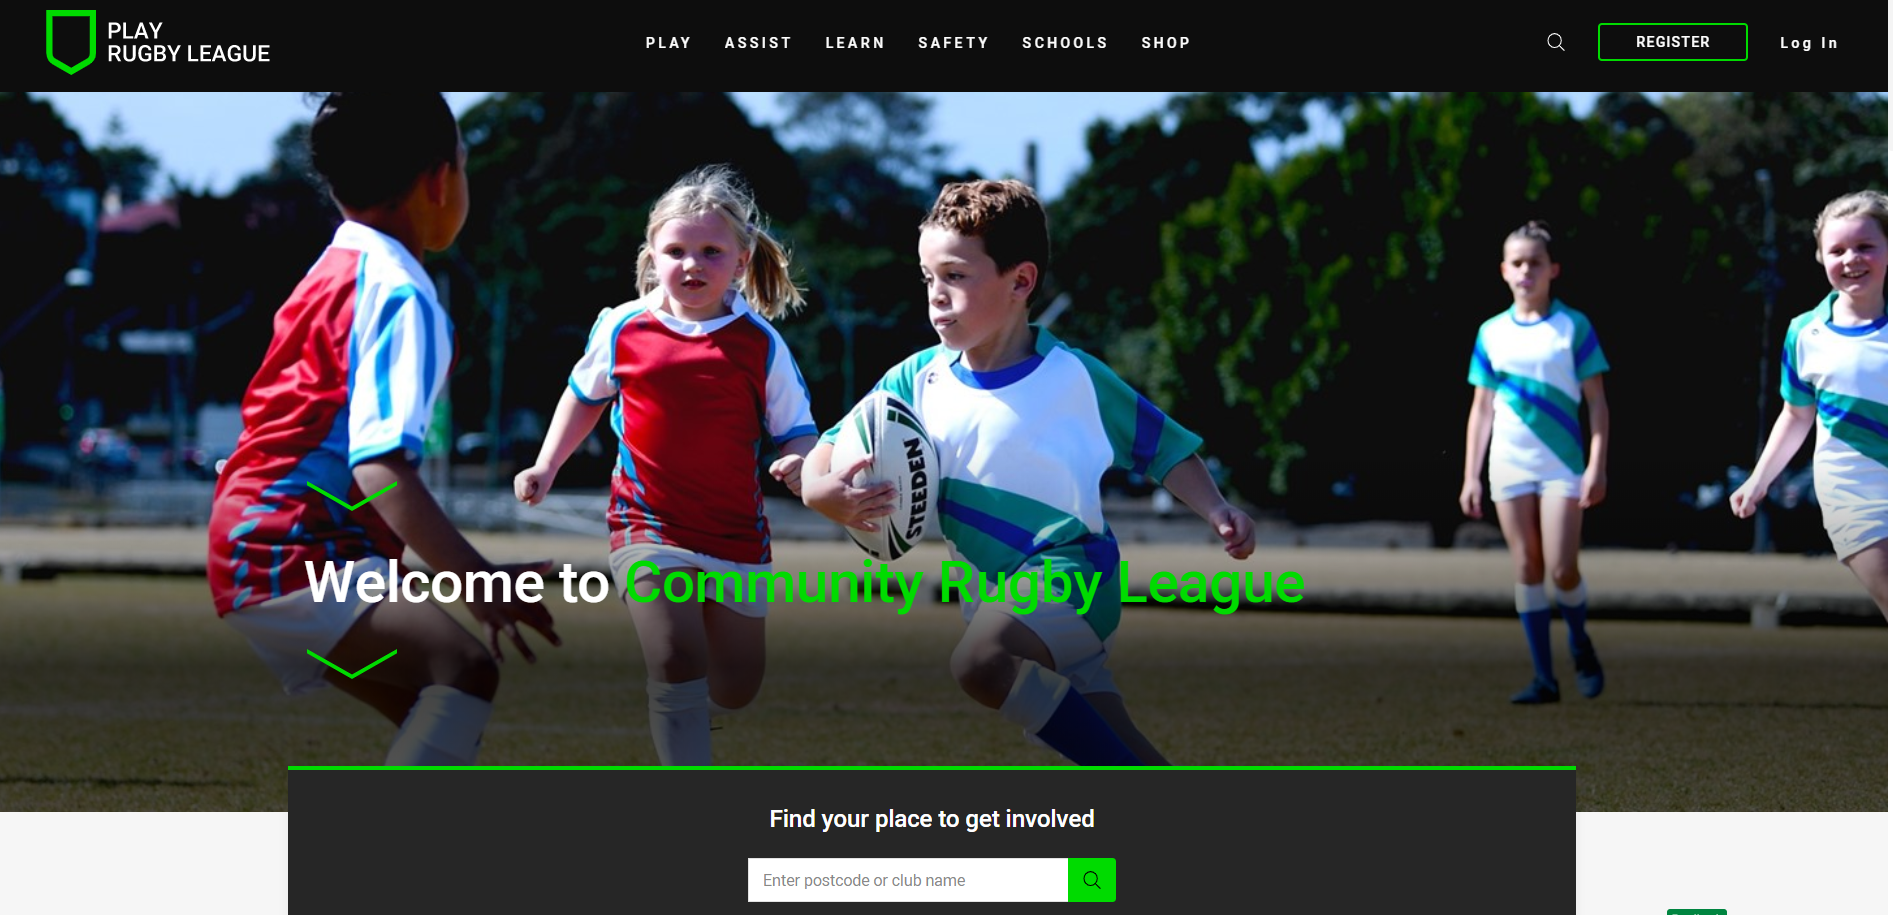 PLAY
RUGBY LEAGUE
PLAY ASSIST LEARN SAFETY SCHOOLS SHOP
REGISTER
Log In
STEEDEN
Welcome to Community Rugby League
Find your place to get involved
Enter postcode or club name